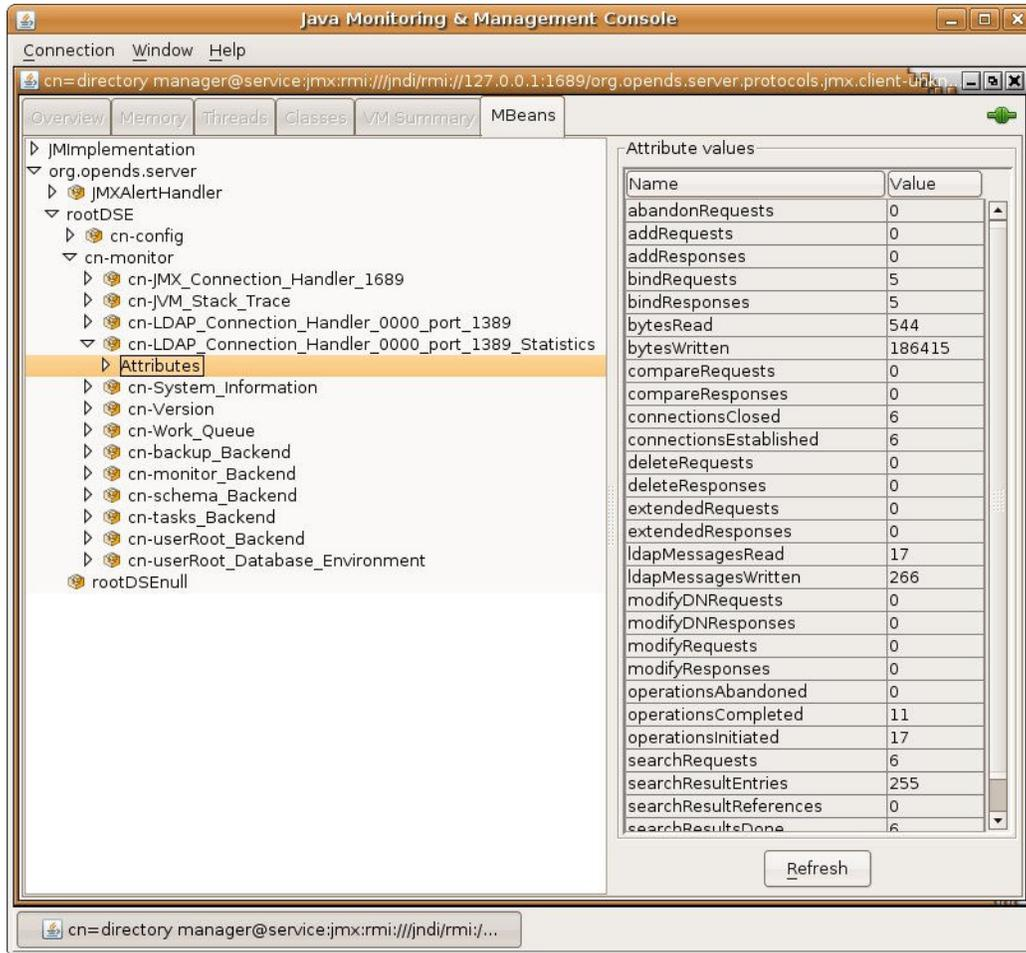 Java Monitoring & Management Console
Connection Window Help
cn=directory manager@service:jmx:rmi:///jndi/rmi://127.0.0.1:1689/org.opends.server.protocols.jmx.client-unkn...
Overview Memory Threads Classes VM Summary MBeans
JMImplementation
org.opends.server
JMXAlertHandler
rootDSE
cn-config
cn-monitor
cn-JMX_Connection_Handler_1689
cn-JVM_Stack_Trace
cn-LDAP_Connection_Handler_0000_port_1389
cn-LDAP_Connection_Handler_0000_port_1389_Statistics
Attributes
cn-System_Information
cn-Version
cn-Work_Queue
cn-backup_Backend
cn-monitor_Backend
cn-schema_Backend
cn-tasks_Backend
cn-userRoot_Backend
cn-userRoot_Database_Environment
rootDSEnull
Attribute values
Name Value
abandonRequests 0
addRequests 0
addResponses 0
bindRequests 5
bindResponses 5
bytesRead 544
bytesWritten 186415
compareRequests 0
compareResponses 0
connectionsClosed 6
connectionsEstablished 6
deleteRequests 0
deleteResponses 0
extendedRequests 0
extendedResponses 0
ldapMessagesRead 17
ldapMessagesWritten 266
modifyDNRequests 0
modifyDNResponses 0
modifyRequests 0
modifyResponses 0
operationsAbandoned 0
operationsCompleted 11
operationsInitiated 17
searchRequests 6
searchResultEntries 255
searchResultReferences 0
searchResultsDone 6
Refresh
cn=directory manager@service:jmx:rmi:///jndi/rmi:/...